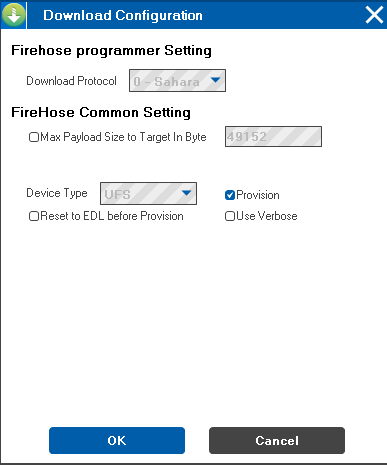 Download Configuration
Firehose programmer Setting
Download Protocol 0 - Sahara
FireHose Common Setting
Max Payload Size to Target In Byte 49152
Device Type UFS Provision
Reset to EDL before Provision Use Verbose
OK Cancel